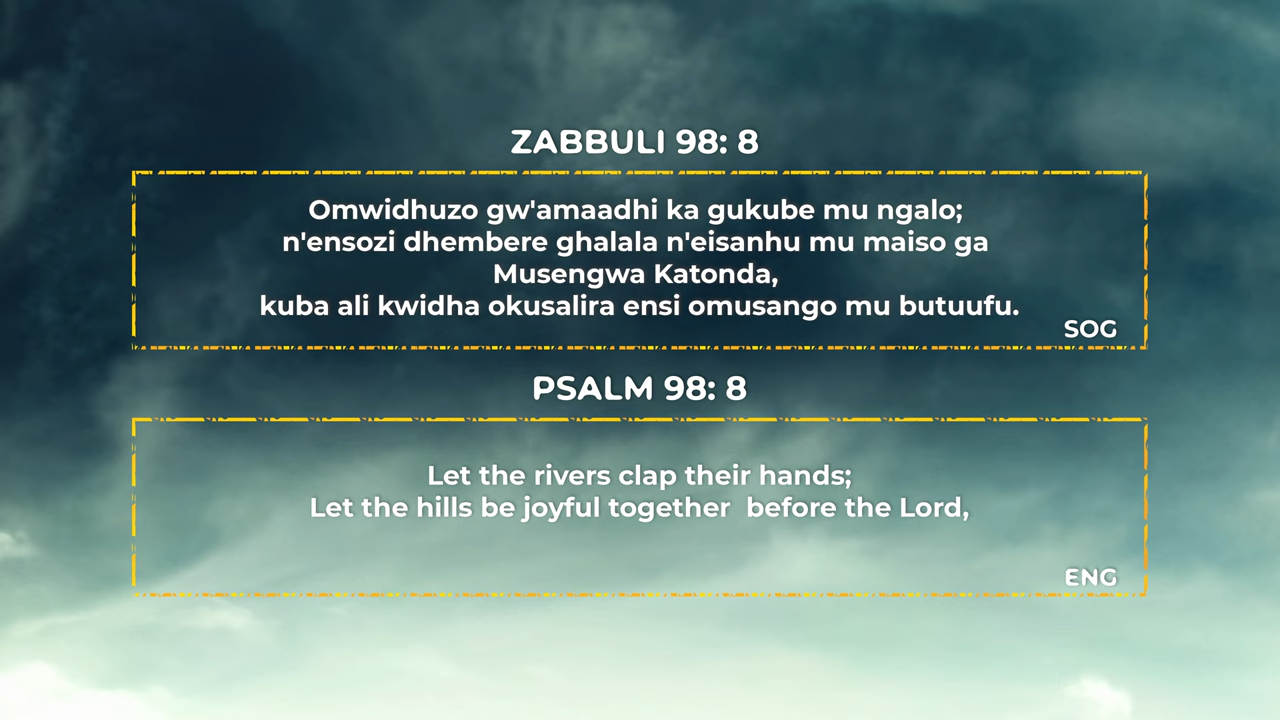 ZABBULI 98: 8
Omwidhuzo gw'amaadhi ka gukube mu ngalo;
n'ensozi dhembere ghalala n'eisanhu mu maiso ga
Musengwa Katonda,
kuba ali kwidha okusalira ensi omusango mu butuufu.
SOG
PSALM 98: 8
Let the rivers clap their hands;
Let the hills be joyful together  before the Lord,
ENG